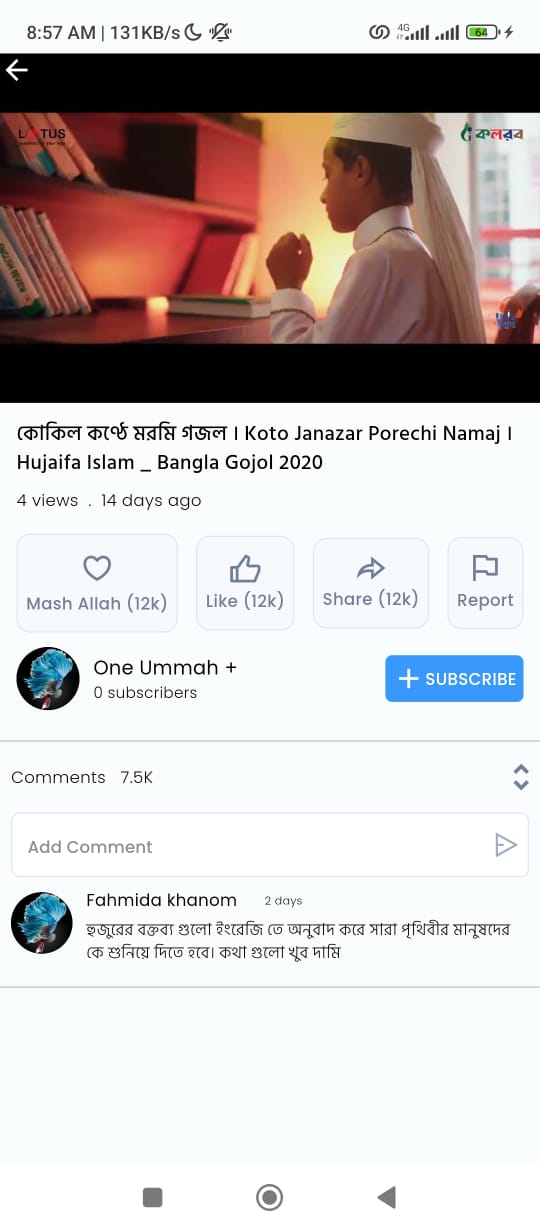 8:57 AM | 131KB/s
4G
64
LOTUS
কলরব
ENGLISH REVIEW
কোকিল কণ্ঠে মরমি গজল । Koto Janazar Porechi Namaj ।
Hujaifa Islam _ Bangla Gojol 2020
4 views . 14 days ago
Mash Allah (12k)
Like (12k)
Share (12k)
Report
One Ummah +
0 subscribers
SUBSCRIBE
Comments 7.5K
Add Comment
Fahmida khanom 2 days
হুজুরের বক্তব্য গুলো ইংরেজি তে অনুবাদ করে সারা পৃথিবীর মানুষদের
কে শুনিয়ে দিতে হবে। কথা গুলো খুব দামি